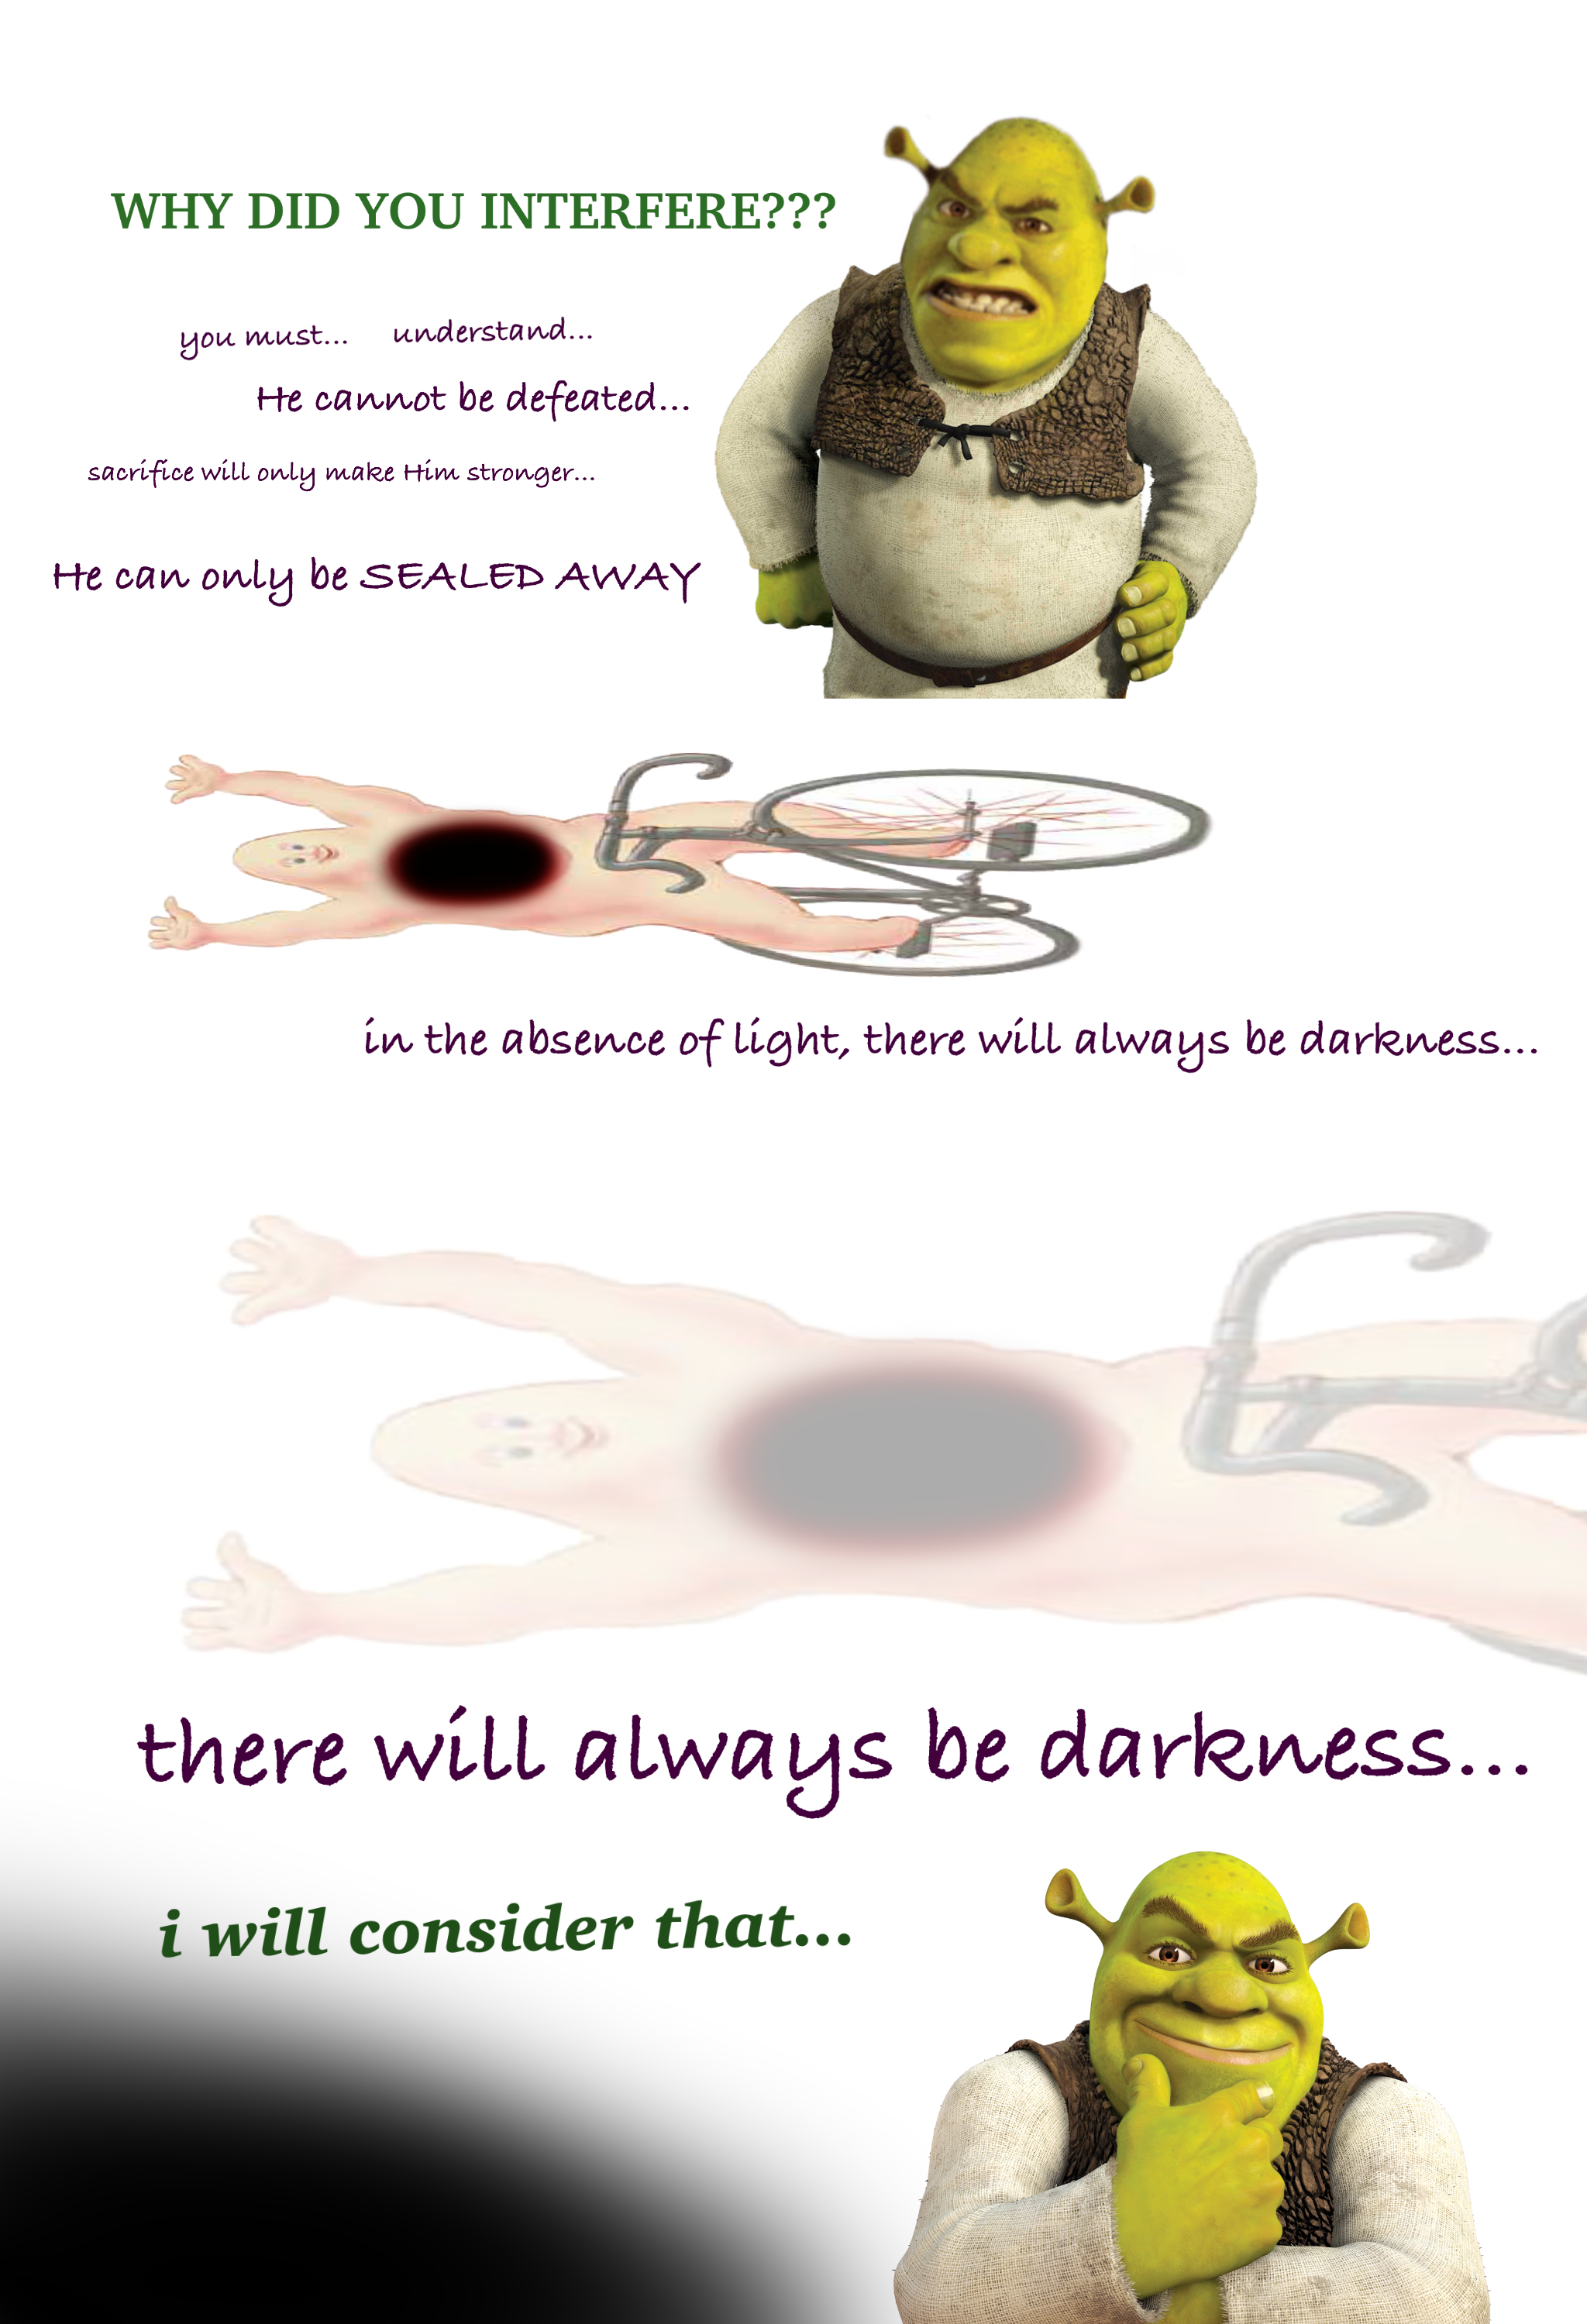 WHY DID YOU INTERFERE???
you must... understand...
He cannot be defeated...
sacrifice will only make Him stronger...
He can only be SEALED AWAY
in the absence of light, there will always be darkness...
there will always be darkness...
i will consider that...